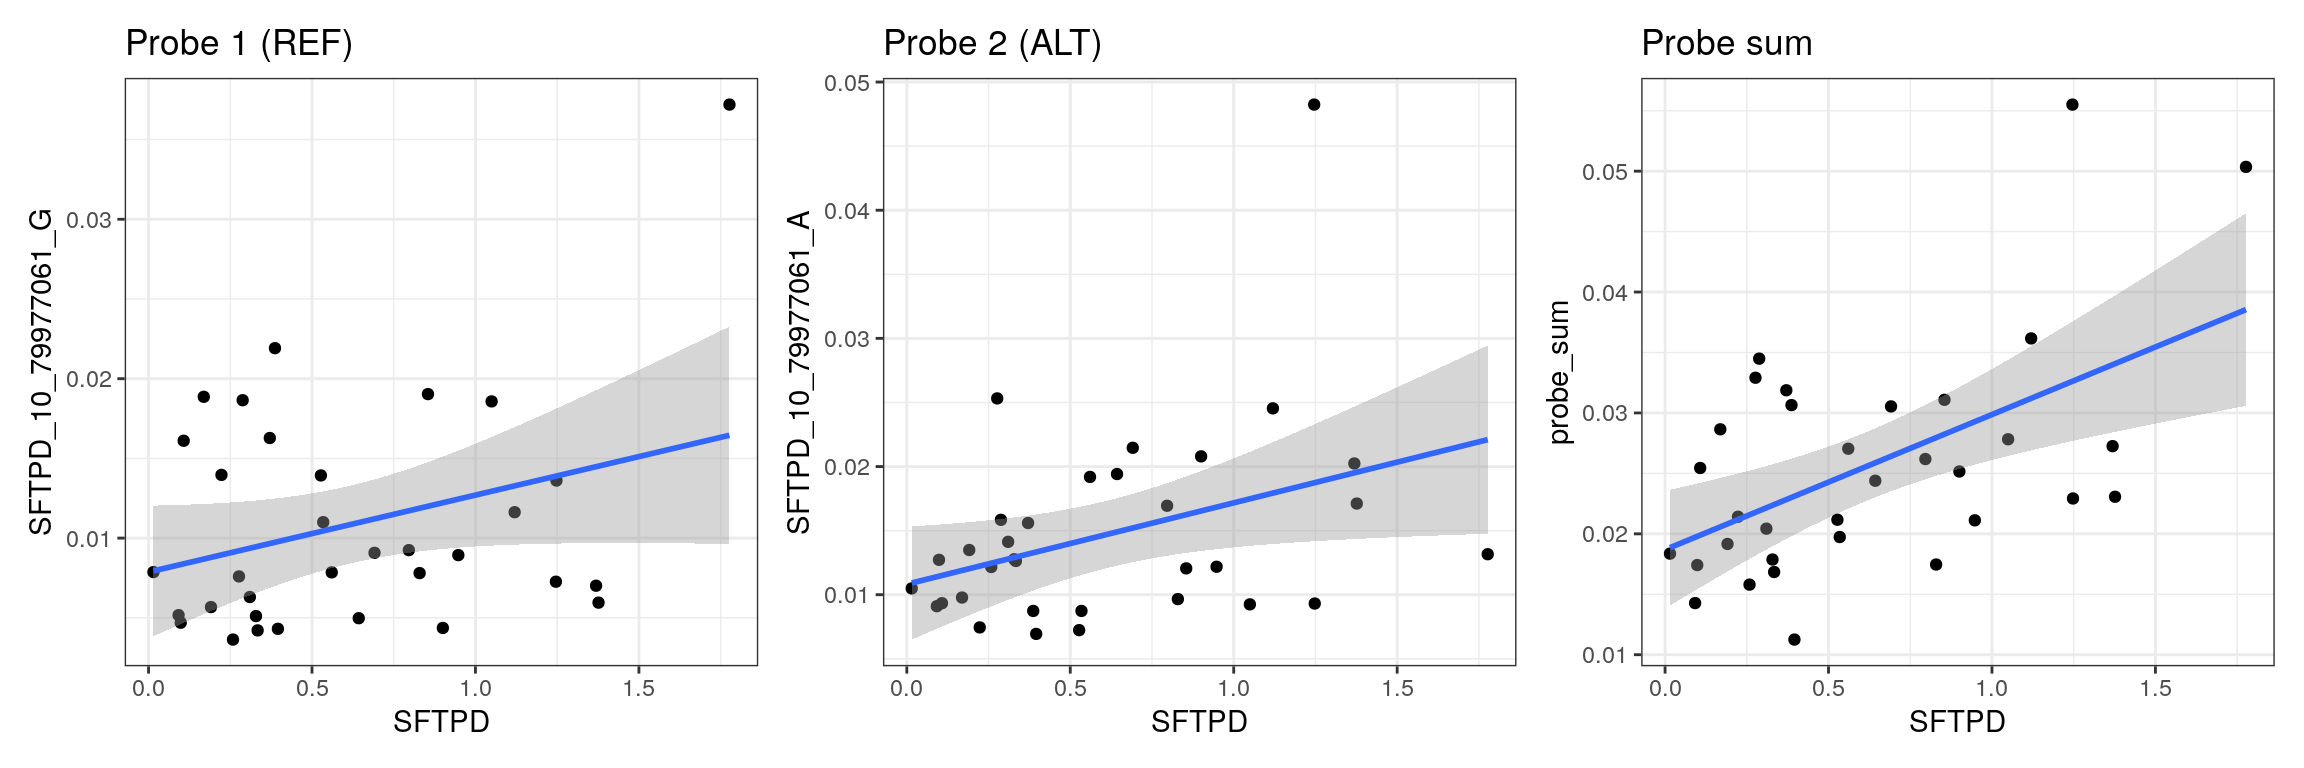 Probe 1 (REF)
SFTPD_10_79977061_G
0.03
0.02
0.01
0.0 0.5 1.0 1.5
SFTPD
Probe 2 (ALT)
SFTPD_10_79977061_A
0.05
0.04
0.03
0.02
0.01
0.0 0.5 1.0 1.5
SFTPD
Probe sum
probe_sum
0.05
0.04
0.03
0.02
0.01
0.0 0.5 1.0 1.5
SFTPD